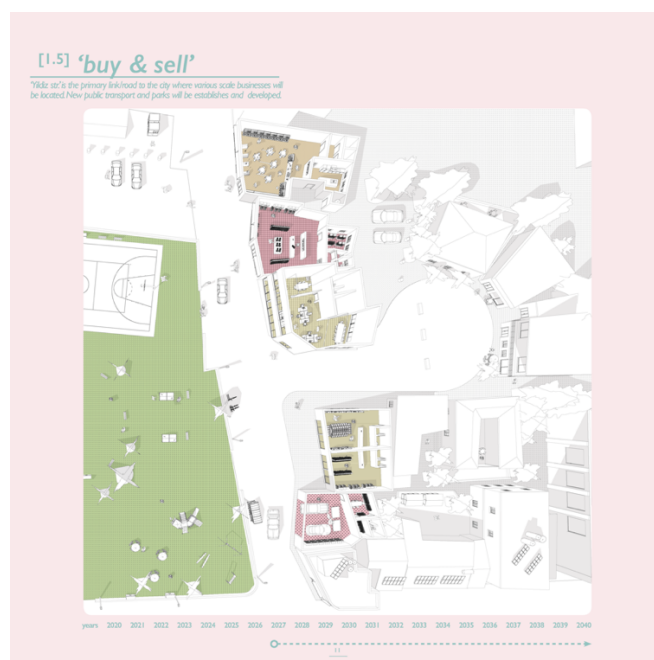 [1.5] ‘buy & sell’
‘Yildiz str.’ is the primary link/road to the city where various scale businesses will
be located. New public transport and parks will be establishes and developed.
years 2020 2021 2022 2023 2024 2025 2026 2027 2028 2029 2030 2031 2032 2033 2034 2035 2036 2037 2038 2039 2040